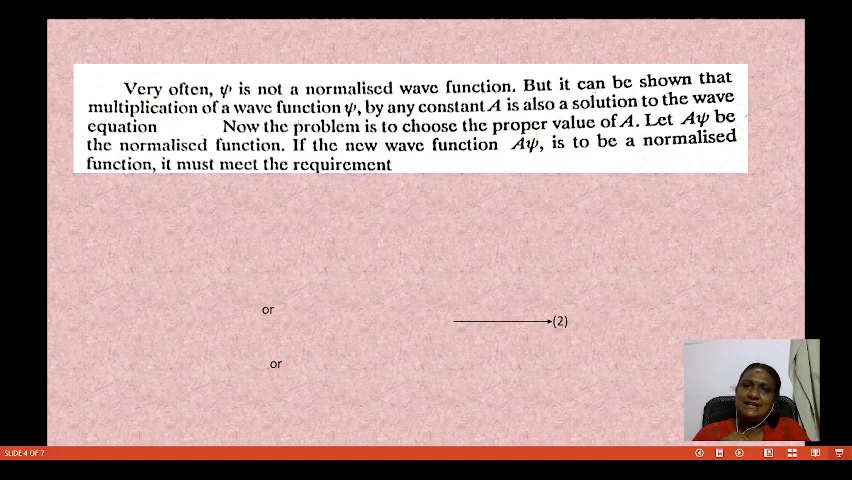 Very often, ψ is not a normalised wave function. But it can be shown that
multiplication of a wave function ψ, by any constant A is also a solution to the wave
equation Now the problem is to choose the proper value of A. Let Aψ be
the normalised function. If the new wave function Aψ, is to be a normalised
function, it must meet the requirement
or
(2)
or
SLIDE 4 OF 7